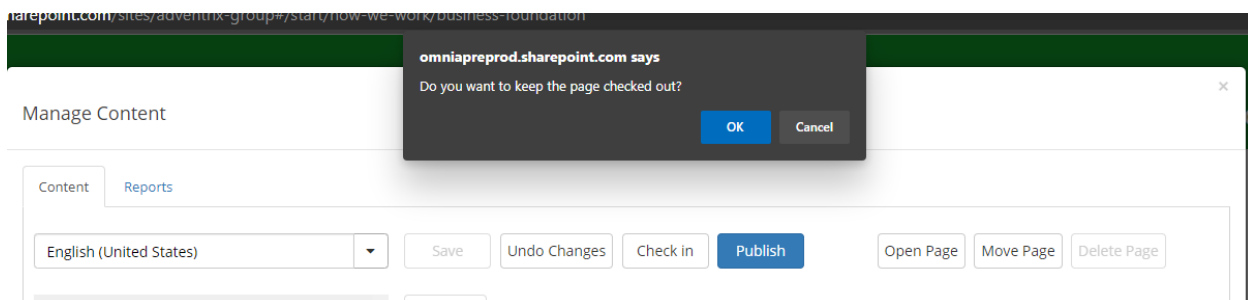 harepoint.com/sites/adventrix-group#/start/how-we-work/business-foundation
omniapreprod.sharepoint.com says
Do you want to keep the page checked out?
OK Cancel
Manage Content ×
Content Reports
English (United States) Save Undo Changes Check in Publish Open Page Move Page Delete Page